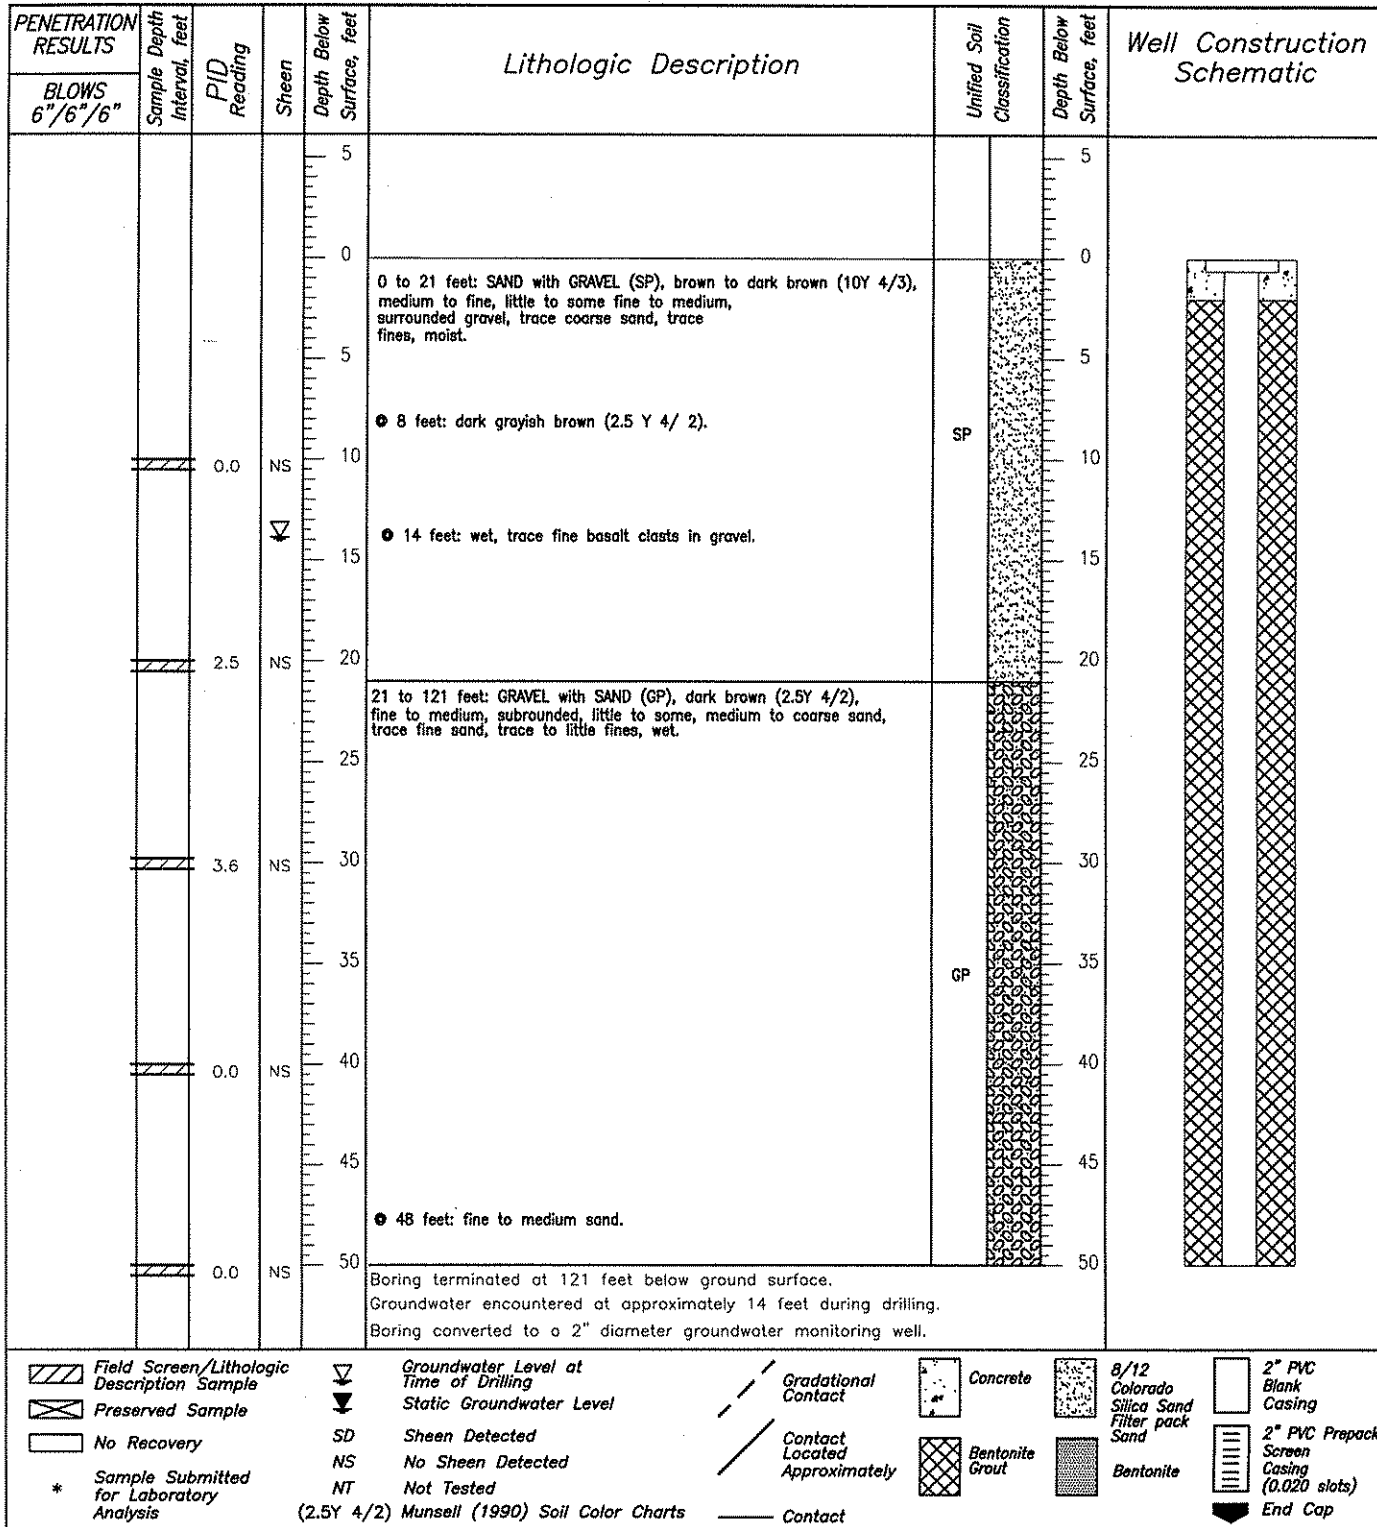 PENETRATION
RESULTS
BLOWS
6"/6"/6"
Sample Depth
Interval, feet
PID
Reading
Sheen
Depth Below
Surface, feet
Lithologic Description
Unified Soil
Classification
Depth Below
Surface, feet
Well Construction
Schematic
5
5
0
0
0 to 21 feet: SAND with GRAVEL (SP), brown to dark brown (10Y 4/3),
medium to fine, little to some fine to medium,
surrounded gravel, trace coarse sand, trace
fines, moist.
5
5
8 feet: dark grayish brown (2.5 Y 4/ 2).
SP
0.0 NS 10
10
14 feet: wet, trace fine basalt clasts in gravel.
15
15
2.5 NS 20
20
21 to 121 feet: GRAVEL with SAND (GP), dark brown (2.5Y 4/2),
fine to medium, subrounded, little to some, medium to coarse sand,
trace fine sand, trace to little fines, wet.
25
25
3.6 NS 30
30
35
35
GP
0.0 NS 40
40
45
45
48 feet: fine to medium sand.
0.0 NS 50
50
Boring terminated at 121 feet below ground surface.
Groundwater encountered at approximately 14 feet during drilling.
Boring converted to a 2" diameter groundwater monitoring well.
Field Screen/Lithologic
Description Sample
Preserved Sample
No Recovery
* Sample Submitted
for Laboratory
Analysis
Groundwater Level at
Time of Drilling
Static Groundwater Level
SD Sheen Detected
NS No Sheen Detected
NT Not Tested
(2.5Y 4/2) Munsell (1990) Soil Color Charts
Gradational
Contact
Contact
Located
Approximately
Contact
Concrete
Bentonite
Grout
8/12
Colorado
Silica Sand
Filter pack
Sand
Bentonite
2" PVC
Blank
Casing
2" PVC Prepack
Screen
Casing
(0.020 slots)
End Cap